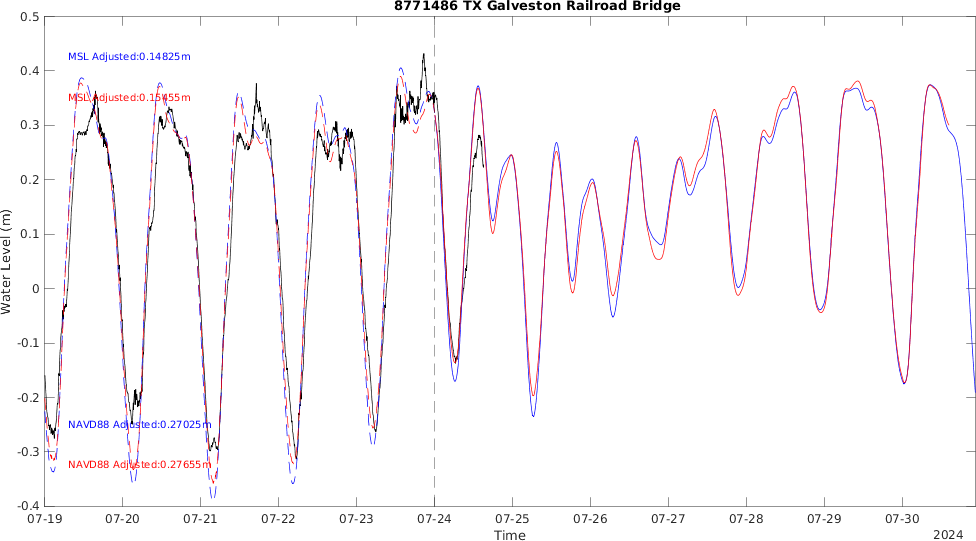 8771486 TX Galveston Railroad Bridge
0.5
0.4
0.3
0.2
0.1
0
-0.1
-0.2
-0.3
-0.4
Water Level (m)
MSL Adjusted:0.14825m
MSL Adjusted:0.15455m
NAVD88 Adjusted:0.27025m
NAVD88 Adjusted:0.27655m
07-19 07-20 07-21 07-22 07-23 07-24 07-25 07-26 07-27 07-28 07-29 07-30
Time
2024